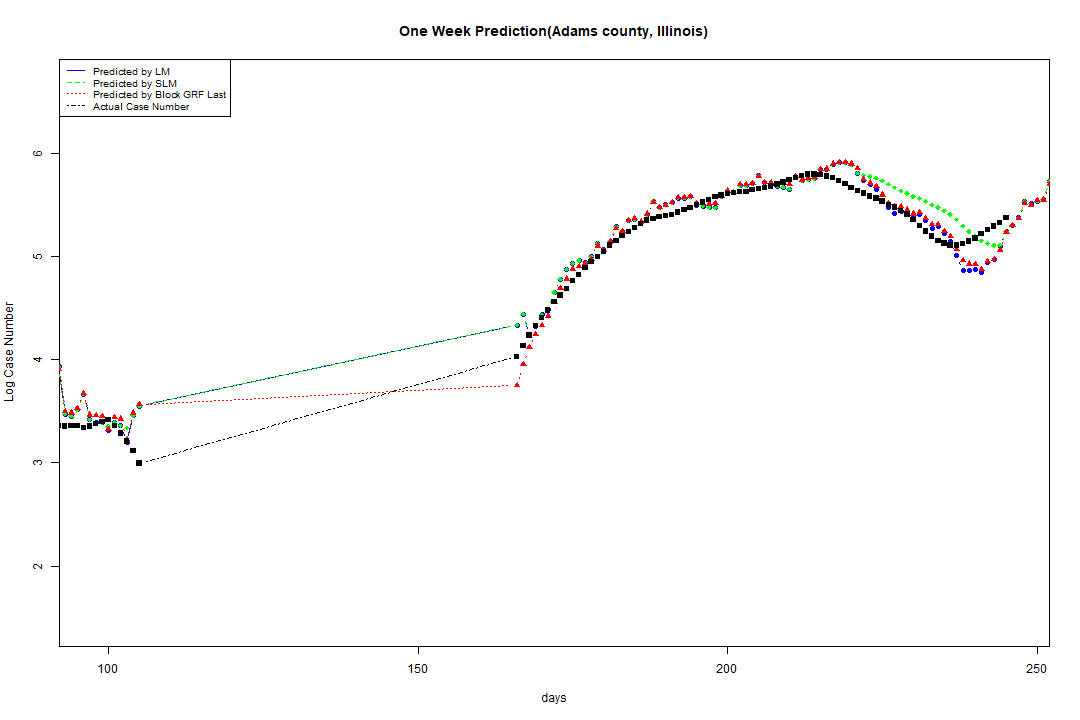 One Week Prediction(Adams county, Illinois)
Predicted by LM
Predicted by SLM
Predicted by Block GRF Last
Actual Case Number
6
5
4
3
2
Log Case Number
100 150 200 250
days